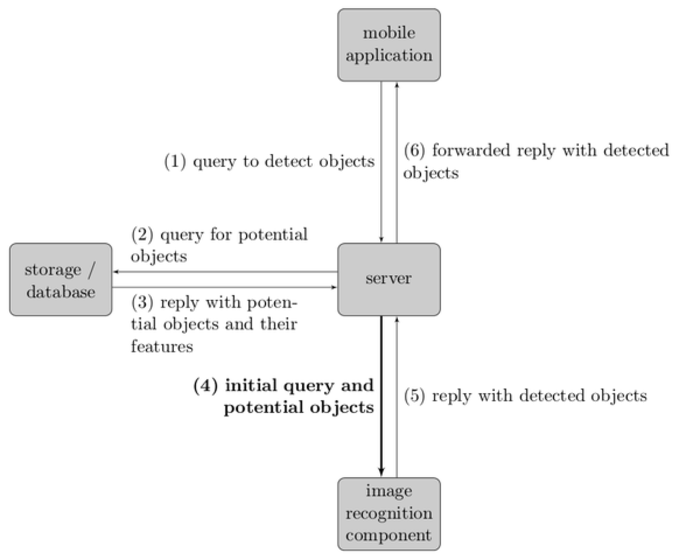 mobile
application
(1) query to detect objects
(6) forwarded reply with detected
objects
(2) query for potential
objects
storage /
database
server
(3) reply with poten-
tial objects and their
features
(4) initial query and
potential objects
(5) reply with detected objects
image
recognition
component